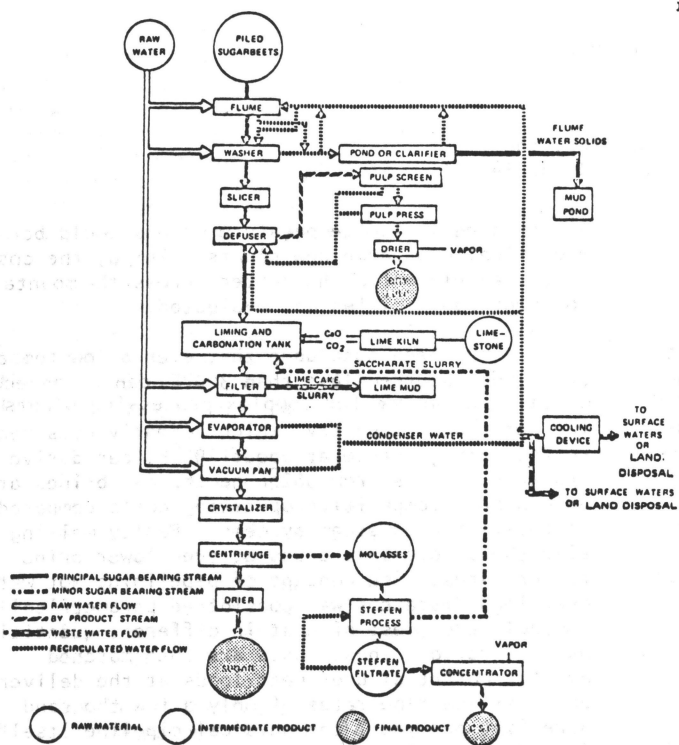 RAW
WATER
PILED
SUGARBEETS
FLUME
FLUME
WATER SOLIDS
WASHER
POND OR CLARIFIER
PULP SCREEN
MUD
POND
SLICER
PULP PRESS
DEFUSER
DRIER
VAPOR
LIMING AND
CARBONATION TANK
CaO
CO2
LIME KILN
LIME-
STONE
SACCHARATE SLURRY
FILTER
LIME CAKE
SLURRY
LIME MUD
EVAPORATOR
CONDENSER WATER
COOLING
DEVICE
TO
SURFACE
WATERS
OR
LAND
DISPOSAL
VACUUM PAN
TO SURFACE WATERS
OR LAND DISPOSAL
CRYSTALIZER
CENTRIFUGE
MOLASSES
PRINCIPAL SUGAR BEARING STREAM
MINOR SUGAR BEARING STREAM
RAW WATER FLOW
BY PRODUCT STREAM
WASTE WATER FLOW
RECIRCULATED WATER FLOW
DRIER
STEFFEN
PROCESS
SUGAR
STEFFEN
FILTRATE
VAPOR
CONCENTRATOR
RAW MATERIAL
INTERMEDIATE PRODUCT
FINAL PRODUCT